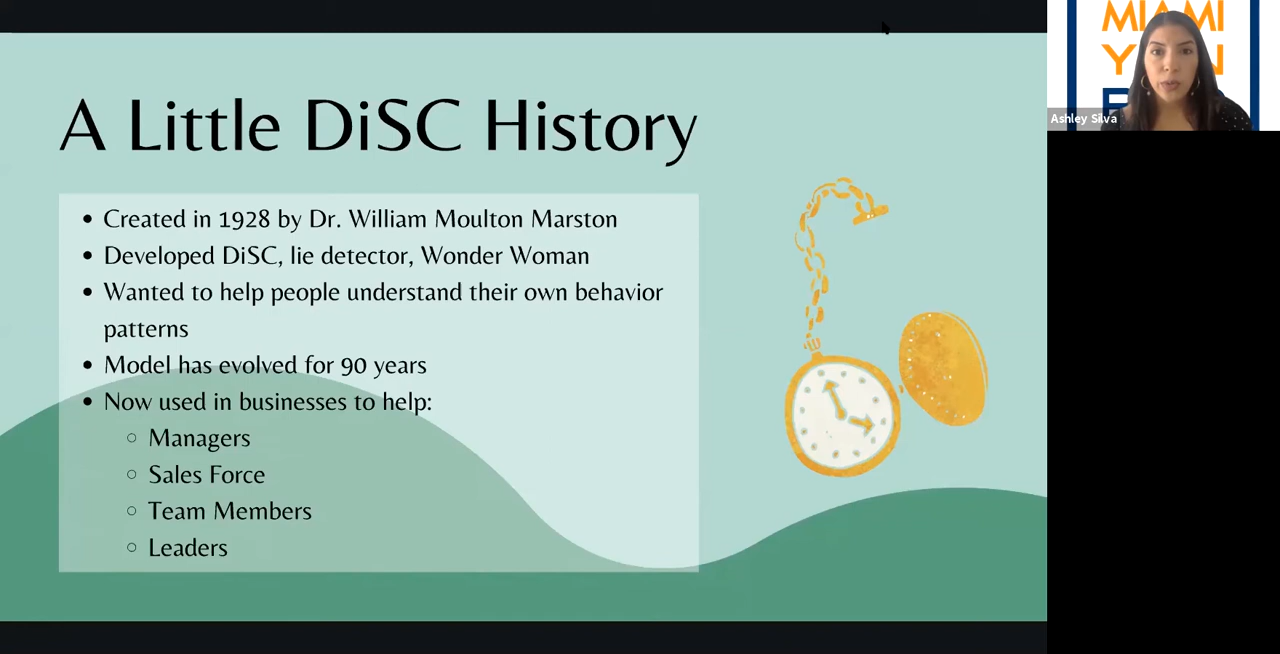 A Little DiSC History
• Created in 1928 by Dr. William Moulton Marston
• Developed DiSC, lie detector, Wonder Woman
• Wanted to help people understand their own behavior
patterns
• Model has evolved for 90 years
• Now used in businesses to help:
○ Managers
○ Sales Force
○ Team Members
○ Leaders
MIAMI
Ashley Silva